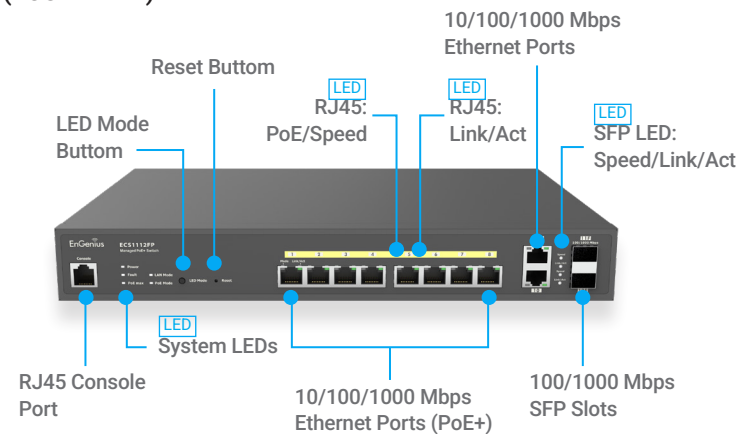 10/100/1000 Mbps
Ethernet Ports
Reset Buttom
LED
RJ45:
PoE/Speed
LED
RJ45:
Link/Act
LED
SFP LED:
Speed/Link/Act
LED Mode
Buttom
EnGenius
ECS1112FP
Managed PoE+ Switch
Console
Power
Fault
LAN Mode
PoE Max
PoE Mode
LED Mode
Reset
1 2 3 4 5 6 7 8
Mode Link/Act
LED
System LEDs
RJ45 Console
Port
10/100/1000 Mbps
Ethernet Ports (PoE+)
100/1000 Mbps
SFP Slots